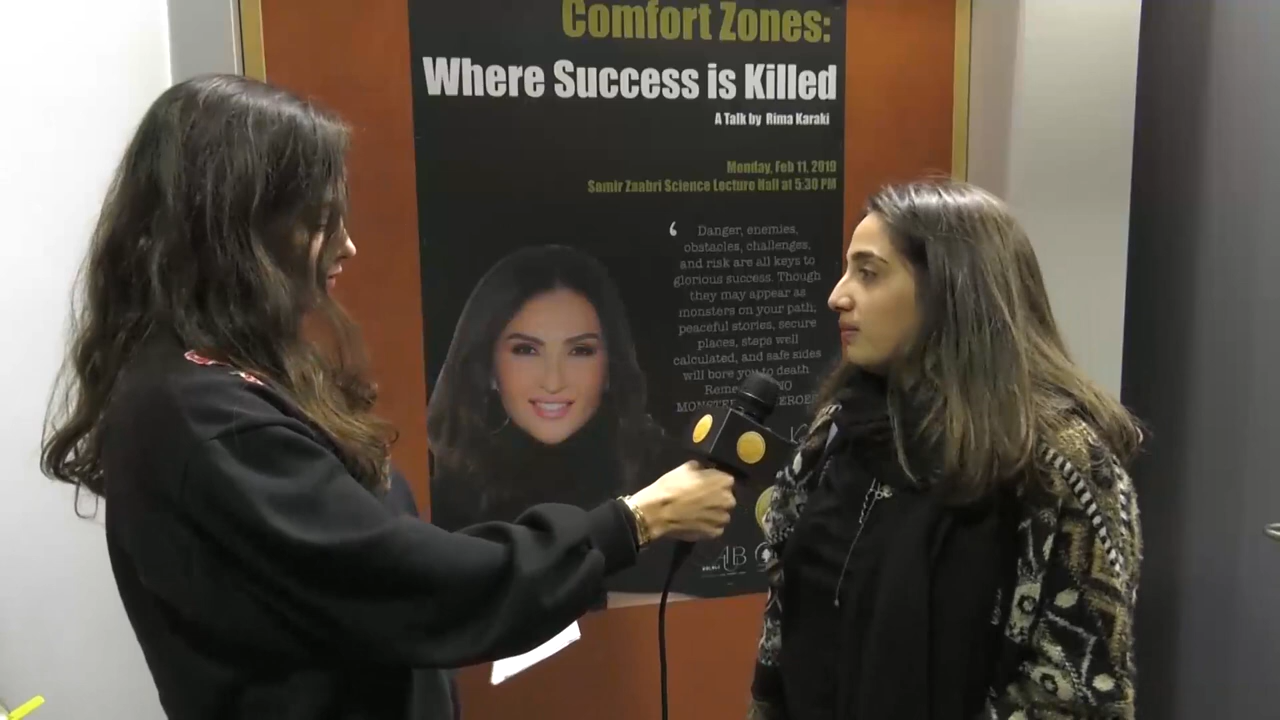 Comfort Zones:
Where Success is Killed
A Talk by Rima Karaki
Monday, Feb 11, 2019
Samir Zaabri Science Lecture Hall at 5:30 PM
‘ Danger, enemies,
obstacles, challenges,
and risk are all keys to
glorious success. Though
they may appear as
monsters on your path,
peaceful stories, secure
places, steps well
calculated, and safe sides
will bore you to death
NO
AUB